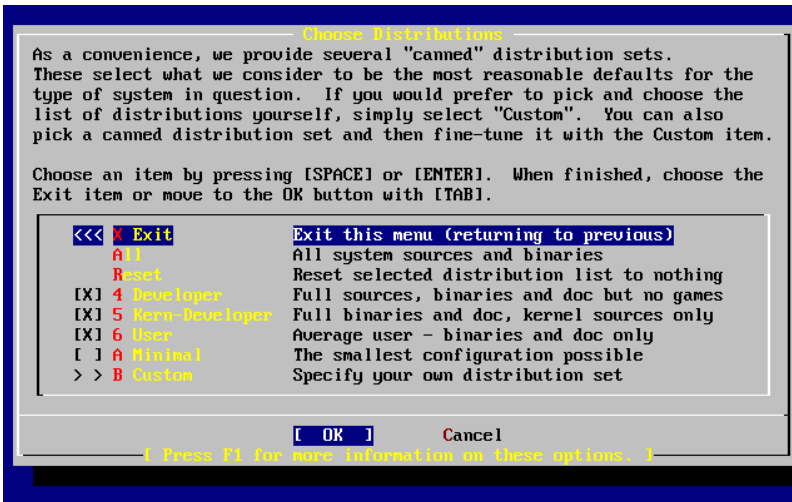 Choose Distributions
As a convenience, we provide several "canned" distribution sets.
These select what we consider to be the most reasonable defaults for the
type of system in question.  If you would prefer to pick and choose the
list of distributions yourself, simply select "Custom".  You can also
pick a canned distribution set and then fine-tune it with the Custom item.
Choose an item by pressing [SPACE] or [ENTER].  When finished, choose the
Exit item or move to the OK button with [TAB].
<<< X Exit Exit this menu (returning to previous)
All All system sources and binaries
Reset Reset selected distribution list to nothing
[X] 4 Developer Full sources, binaries and doc but no games
[X] 5 Kern-Developer Full binaries and doc, kernel sources only
[X] 6 User Average user - binaries and doc only
[ ] A Minimal The smallest configuration possible
> > B Custom Specify your own distribution set
[ OK ] Cancel
[ Press F1 for more information on these options. ]